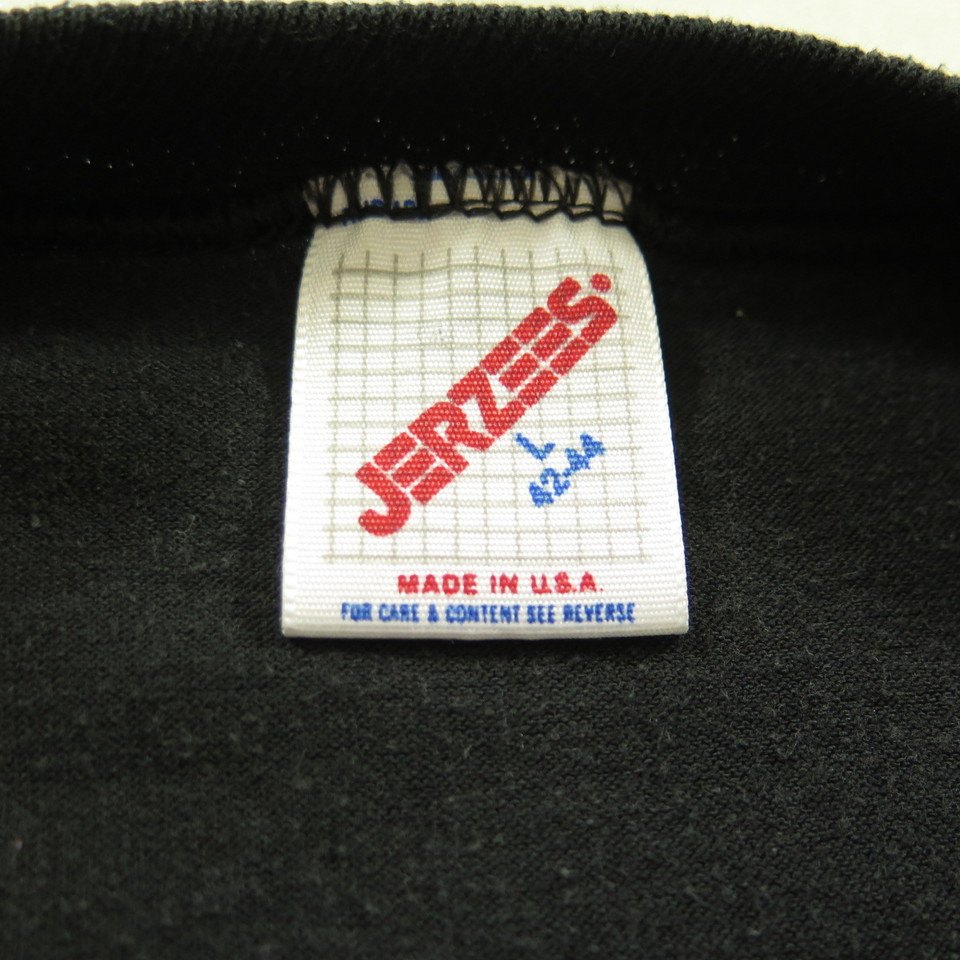 JERZEES.
L
42-44
MADE IN U.S.A.
FOR CARE & CONTENT SEE REVERSE